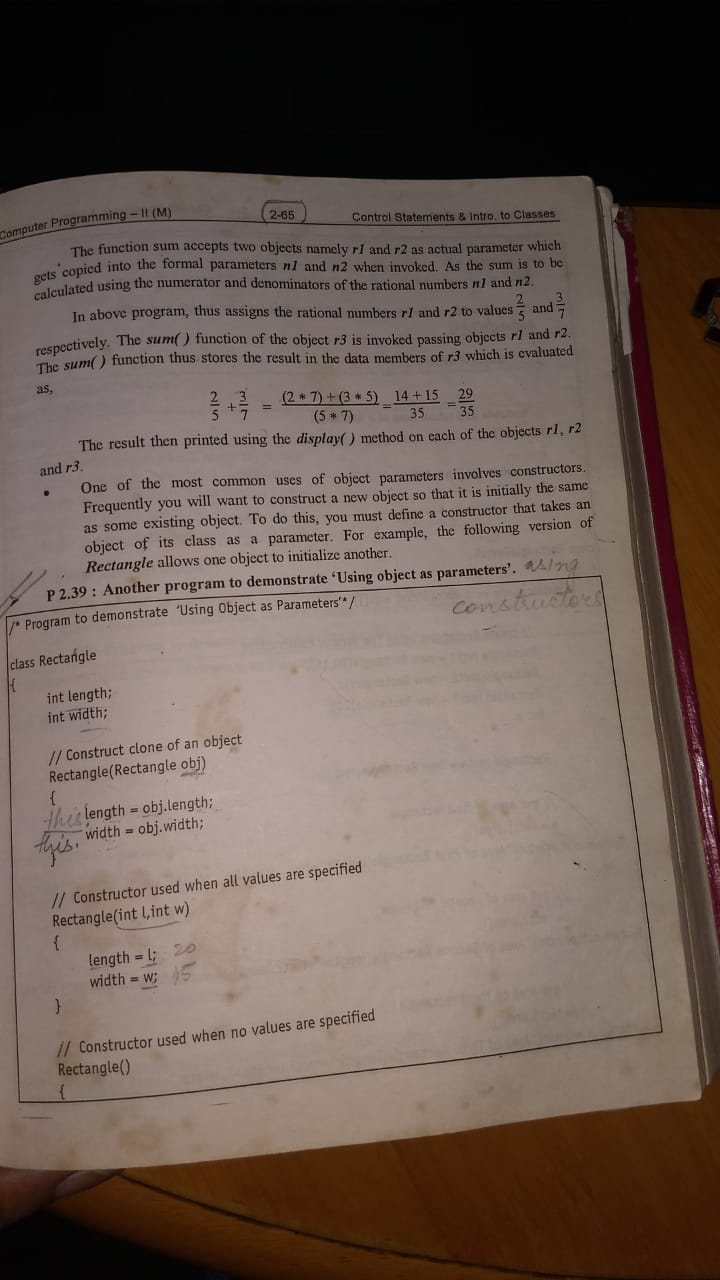 Computer Programming – II (M) 2-65 Control Statements & Intro. to Classes
The function sum accepts two objects namely r1 and r2 as actual parameter which
gets copied into the formal parameters n1 and n2 when invoked. As the sum is to be
calculated using the numerator and denominators of the rational numbers n1 and n2.
In above program, thus assigns the rational numbers r1 and r2 to values 2/5 and 3/7
respectively. The sum( ) function of the object r3 is invoked passing objects r1 and r2.
The sum( ) function thus stores the result in the data members of r3 which is evaluated
as,
2/5 + 3/7 = (2 * 7) + (3 * 5)/(5 * 7) = 14 + 15/35 = 29/35
The result then printed using the display( ) method on each of the objects r1, r2
and r3.
• One of the most common uses of object parameters involves constructors.
Frequently you will want to construct a new object so that it is initially the same
as some existing object. To do this, you must define a constructor that takes an
object of its class as a parameter. For example, the following version of
Rectangle allows one object to initialize another.
P 2.39 : Another program to demonstrate ‘Using object as parameters’. using
constructors
/* Program to demonstrate ‘Using Object as Parameters’*/
class Rectangle
{
int length;
int width;
// Construct clone of an object
Rectangle(Rectangle obj)
{
this length = obj.length;
this. width = obj.width;
}
// Constructor used when all values are specified
Rectangle(int l,int w)
{
length = l; 20
width = w; 15
}
// Constructor used when no values are specified
Rectangle()
{